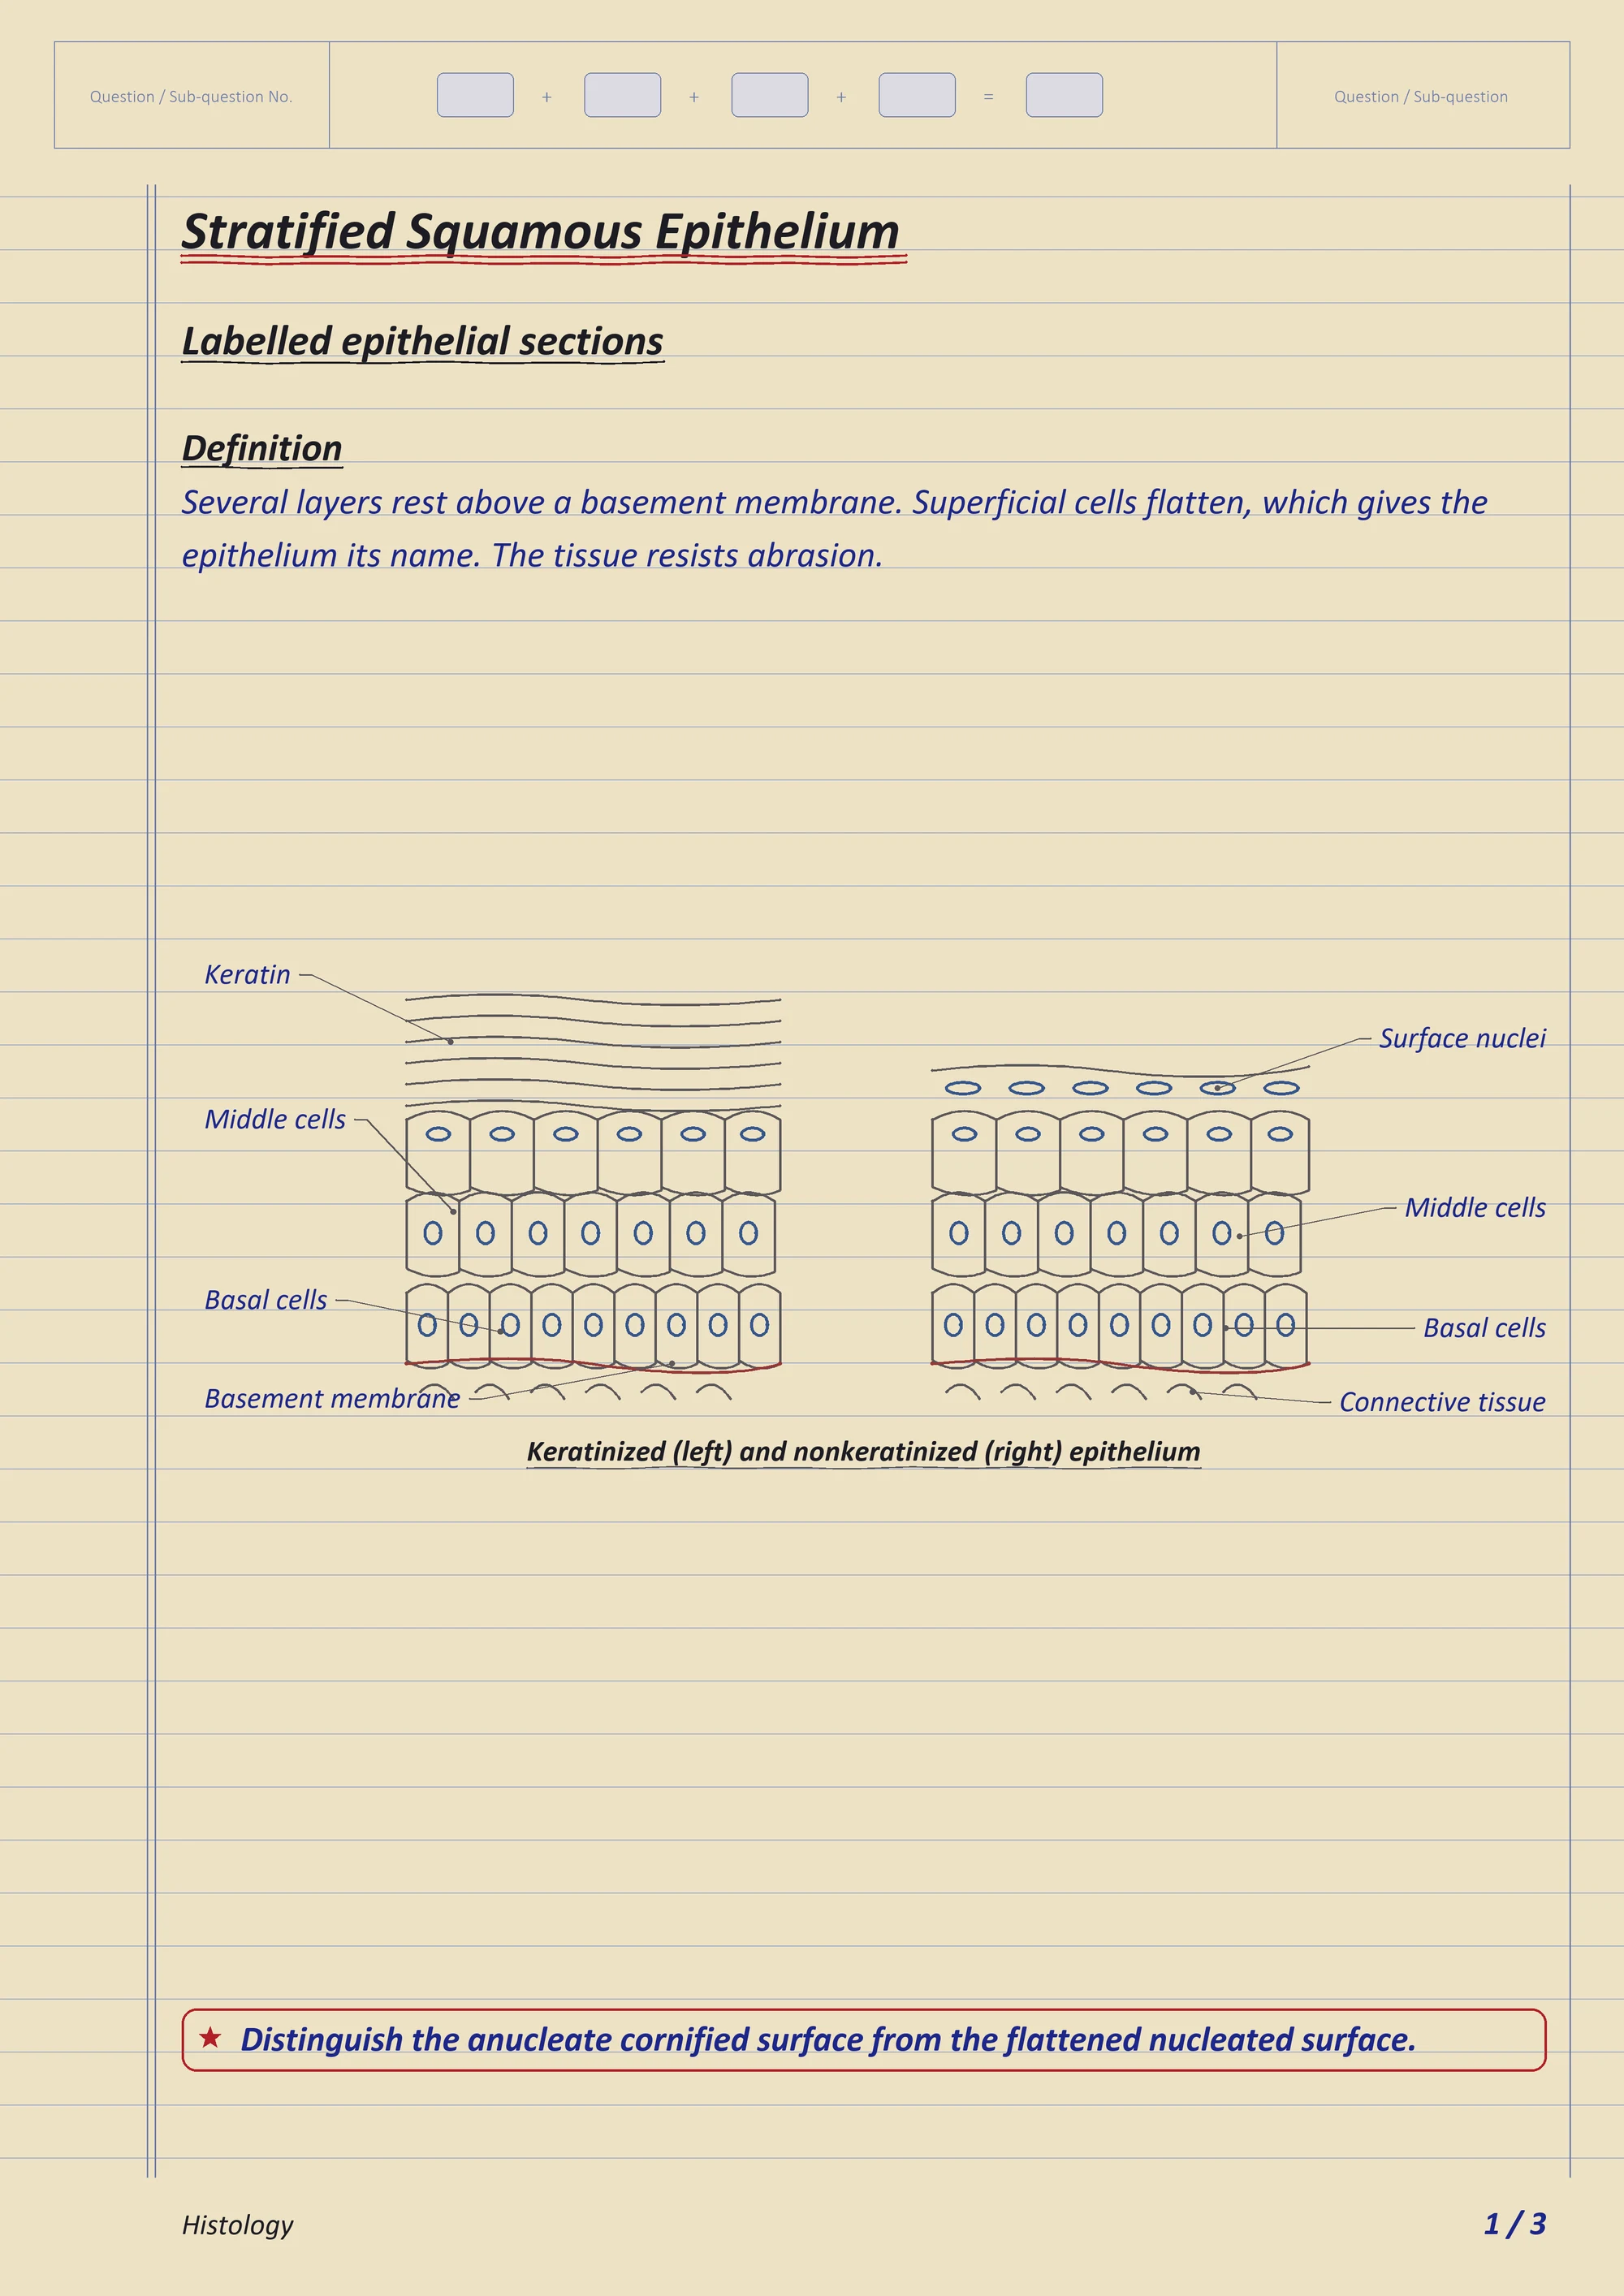 Question / Sub-question No.
+ + + =
Question / Sub-question
Stratified Squamous Epithelium
Labelled epithelial sections
Definition
Several layers rest above a basement membrane. Superficial cells flatten, which gives the
epithelium its name. The tissue resists abrasion.
Keratin
Surface nuclei
Middle cells
Middle cells
Basal cells
Basal cells
Basement membrane
Connective tissue
Keratinized (left) and nonkeratinized (right) epithelium
★ Distinguish the anucleate cornified surface from the flattened nucleated surface.
Histology
1 / 3